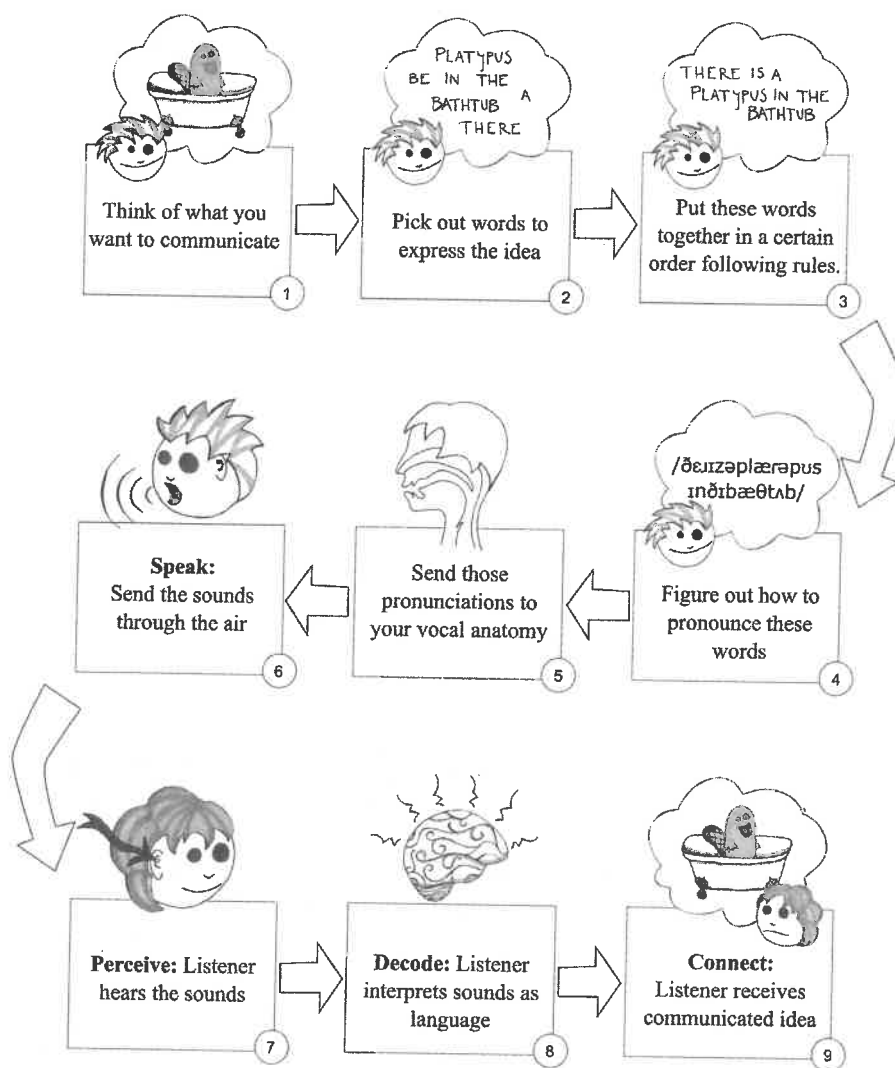 PLATYPUS
BE IN THE
BATHTUB A
THERE
THERE IS A
PLATYPUS IN THE
BATHTUB
Think of what you
want to communicate
1
Pick out words to
express the idea
2
Put these words
together in a certain
order following rules.
3
/ðɛɹɪzəplæɾəpʊs
ɪnðɪbæθtʌb/
Figure out how to
pronounce these
words
4
Send those
pronunciations to
your vocal anatomy
5
Speak:
Send the sounds
through the air
6
Perceive: Listener
hears the sounds
7
Decode: Listener
interprets sounds as
language
8
Connect:
Listener receives
communicated idea
9